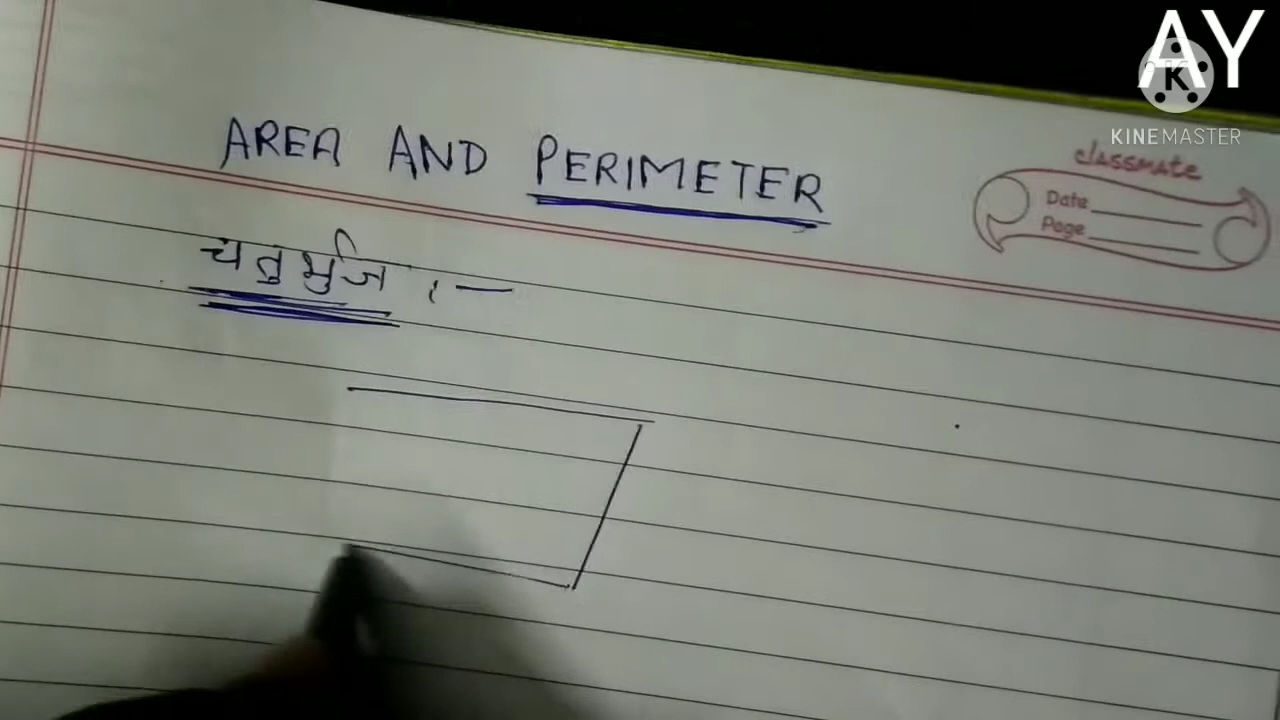 AY
K
KINEMASTER
AREA AND PERIMETER
classmate
Date
Page
चतुर्भुज :—